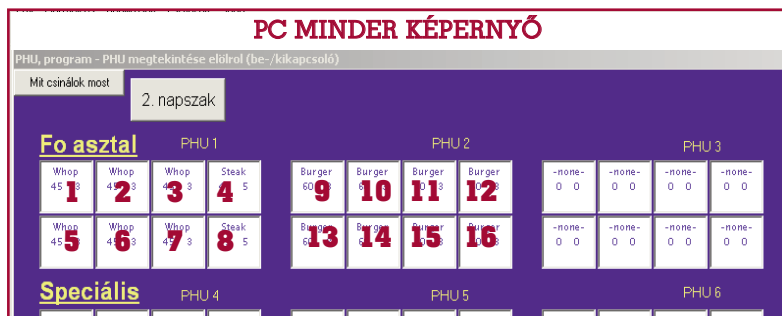 PC MINDER KÉPERNYŐ
PHU, program - PHU megtekintése elölrol (be-/kikapcsoló)
Mit csinálok most
2. napszak
Fo asztal PHU 1 PHU 2 PHU 3
Whop Whop Whop Steak Burger Burger Burger Burger -none- -none- -none- -none-
1 2 3 4 9 10 11 12 0 0 0 0 0 0 0 0
Whop Whop Whop Steak Burger Burger Burger Burger -none- -none- -none- -none-
5 6 7 8 13 14 15 16 0 0 0 0 0 0 0 0
Speciális PHU 4 PHU 5 PHU 6